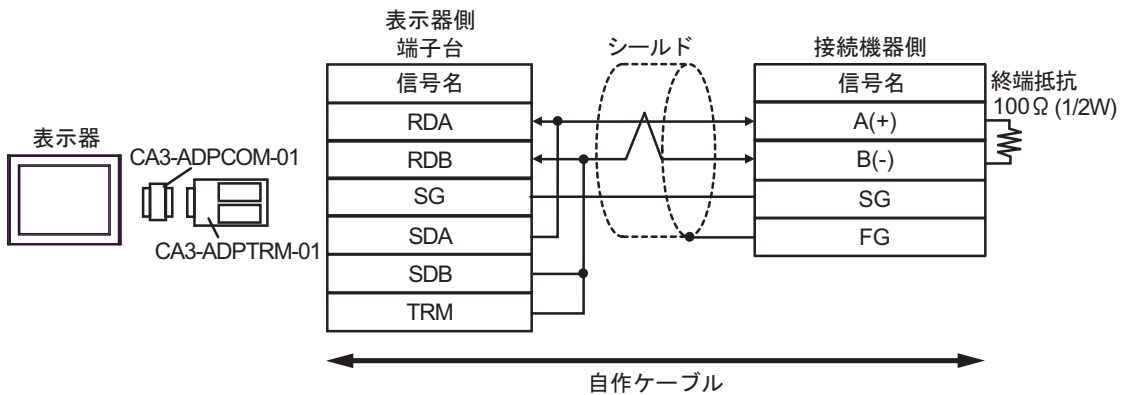 表示器
CA3-ADPCOM-01
CA3-ADPTRM-01
表示器側
端子台
信号名
RDA
RDB
SG
SDA
SDB
TRM
シールド
接続機器側
信号名
A(+)
B(-)
SG
FG
終端抵抗
100Ω (1/2W)
自作ケーブル